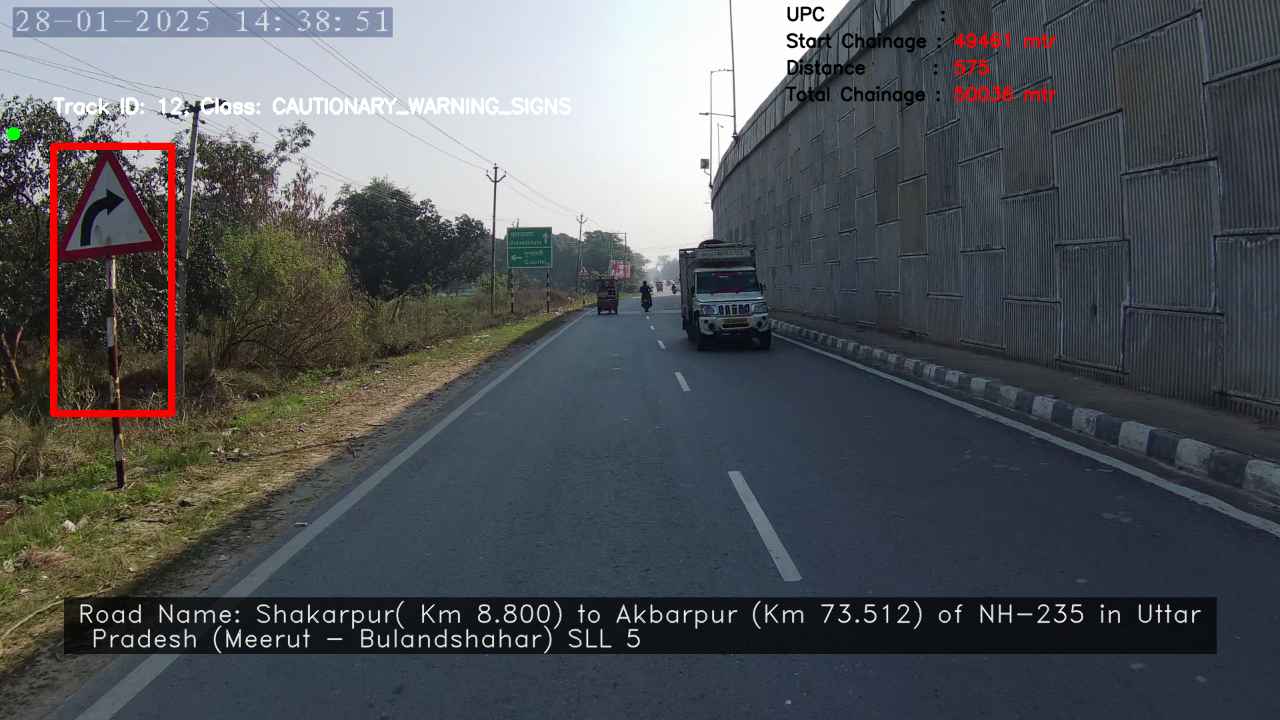 28-01-2025 14:38:51
UPC :
Start Chainage : 49461 mtr
Distance : 575
Total Chainage : 50036 mtr
Track ID: 12, Class: CAUTIONARY_WARNING_SIGNS
Road Name: Shakarpur( Km 8.800) to Akbarpur (Km 73.512) of NH-235 in Uttar
Pradesh (Meerut - Bulandshahar) SLL 5